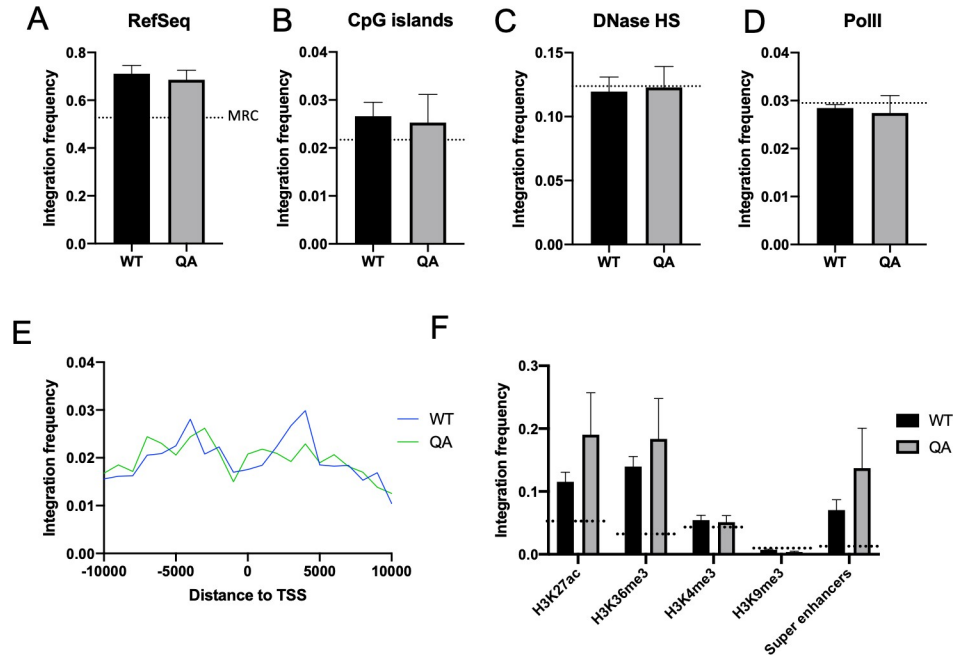 A
RefSeq
Integration frequency
0.8
0.6
0.4
0.2
0.0
MRC
WT
QA
B
CpG islands
Integration frequency
0.04
0.03
0.02
0.01
0.00
WT
QA
C
DNase HS
Integration frequency
0.15
0.10
0.05
0.00
WT
QA
D
PolII
Integration frequency
0.04
0.03
0.02
0.01
0.00
WT
QA
E
Integration frequency
0.04
0.03
0.02
0.01
0.00
-10000
-5000
0
5000
10000
Distance to TSS
WT
QA
F
Integration frequency
0.3
0.2
0.1
0.0
H3K27ac
H3K36me3
H3K4me3
H3K9me3
Super enhancers
WT
QA